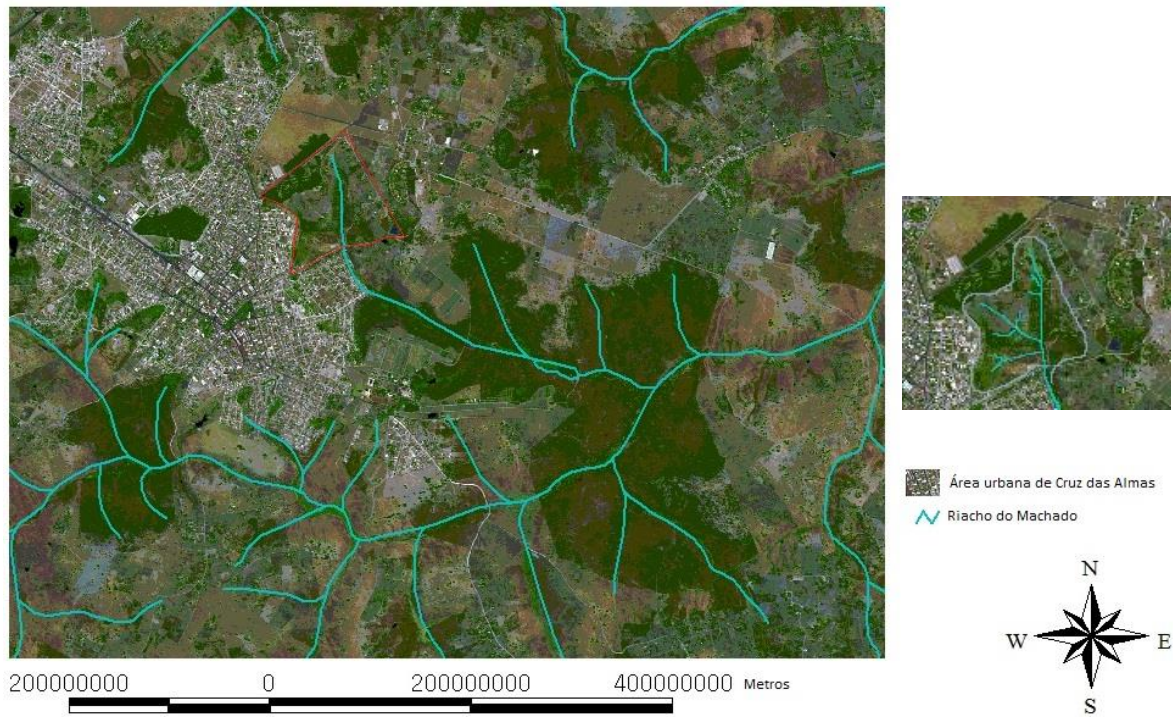 Área urbana de Cruz das Almas
Riacho do Machado
N
W E
S
200000000 0 200000000 400000000 Metros